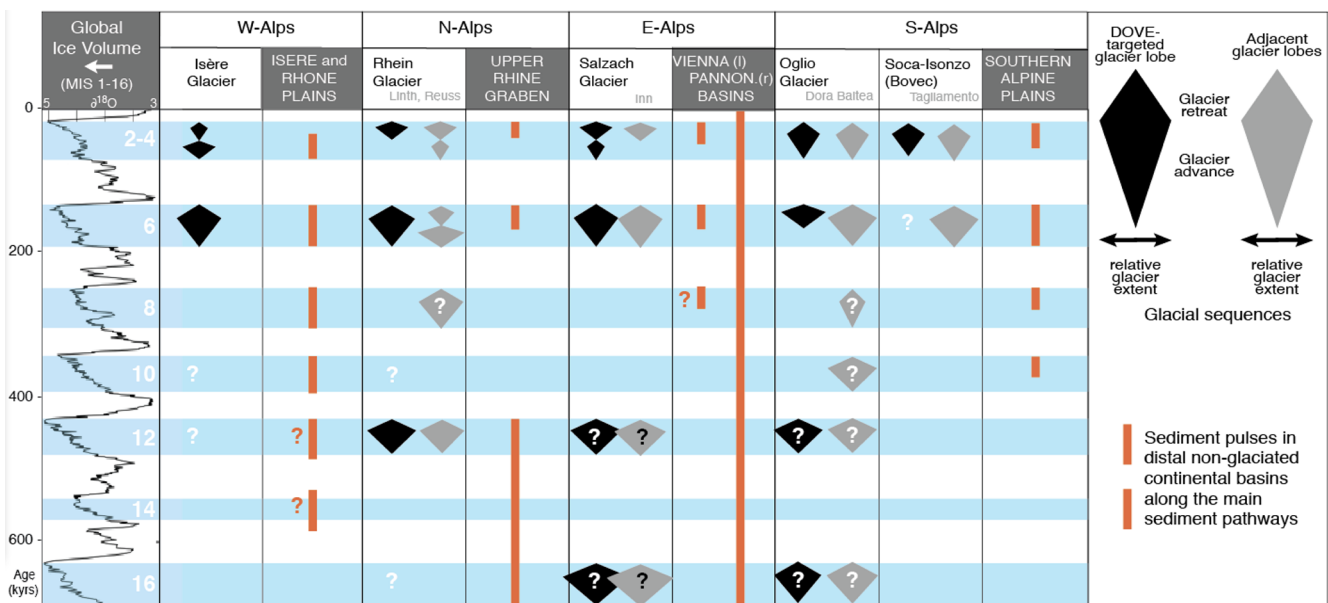 Global
Ice Volume
(MIS 1-16)
5 ∂18O 3
W-Alps
N-Alps
E-Alps
S-Alps
Isère
Glacier
ISERE and
RHONE
PLAINS
Rhein
Glacier
Linth, Reuss
UPPER
RHINE
GRABEN
Salzach
Glacier
Inn
VIENNA (l)
PANNON.(r)
BASINS
Oglio
Glacier
Dora Baltea
Soca-Isonzo
(Bovec)
Tagliamento
SOUTHERN
ALPINE
PLAINS
0
2-4
6
?
200
8
?
?
?
10
?
?
?
400
12
?
?
?
?
?
?
14
?
600
Age
(kyrs)
16
?
?
?
?
?
DOVE-
targeted
glacier lobe
Adjacent
glacier lobes
Glacier
retreat
Glacier
advance
relative
glacier
extent
relative
glacier
extent
Glacial sequences
Sediment pulses in
distal non-glaciated
continental basins
along the main
sediment pathways